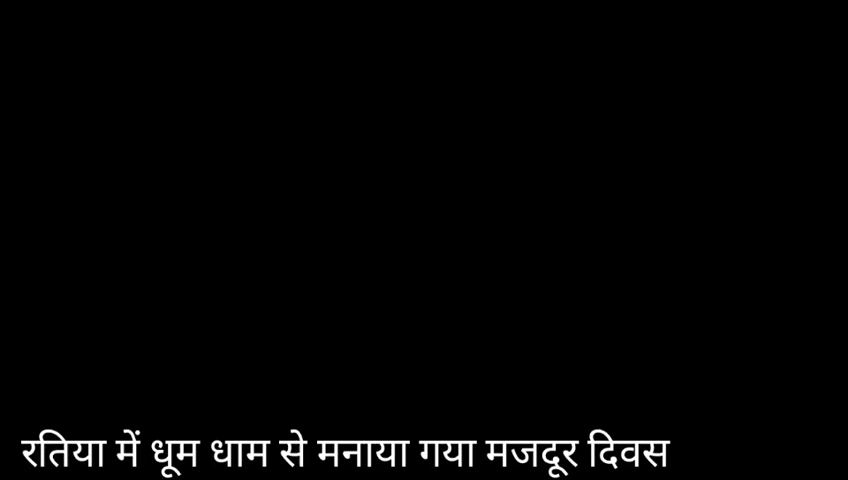 रतिया में धूम धाम से मनाया गया मजदूर दिवस